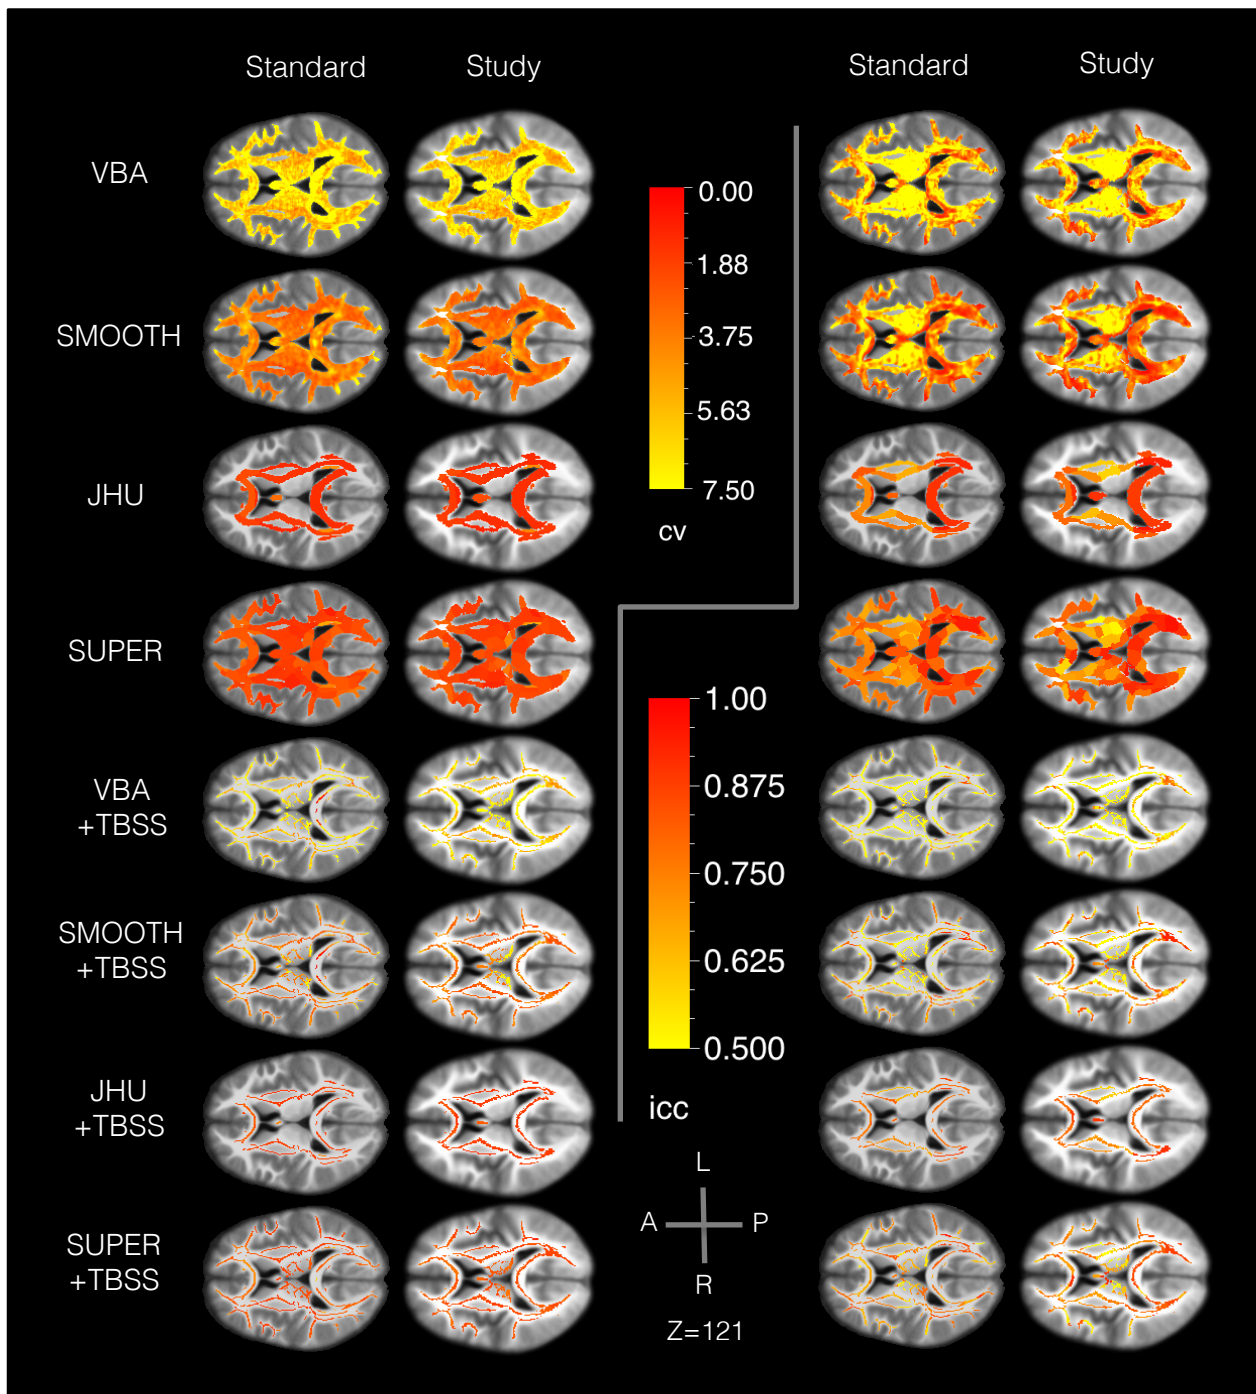 Standard Study Standard Study
VBA
SMOOTH
JHU
SUPER
VBA
+TBSS
SMOOTH
+TBSS
JHU
+TBSS
SUPER
+TBSS
0.00
1.88
3.75
5.63
7.50
cv
1.00
0.875
0.750
0.625
0.500
icc
L
A P
R
Z=121